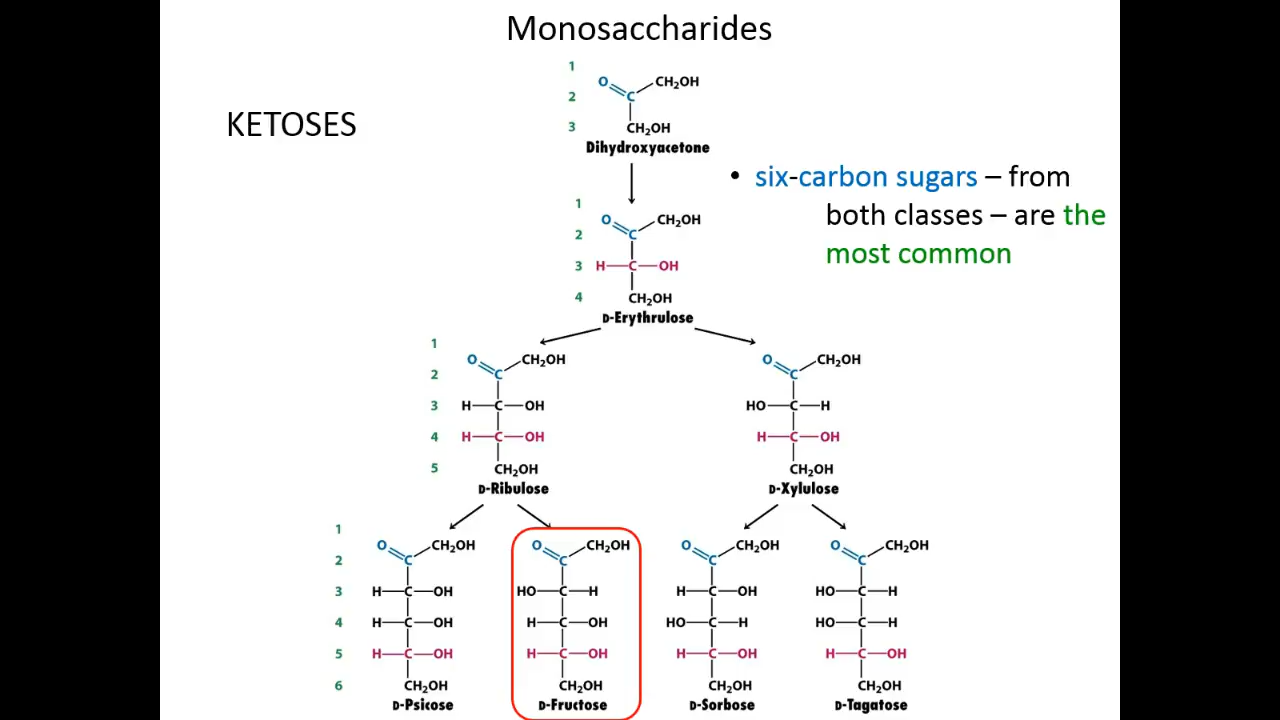 Monosaccharides
KETOSES
1
O CH₂OH
2 C
3 CH₂OH
Dihydroxyacetone
• six-carbon sugars – from
both classes – are the
most common
1
O CH₂OH
2 C
3 H C OH
4 CH₂OH
D-Erythrulose
1
O CH₂OH O CH₂OH
2 C C
3 H C OH HO C H
4 H C OH H C OH
5 CH₂OH CH₂OH
D-Ribulose D-Xylulose
1
O CH₂OH O CH₂OH O CH₂OH O CH₂OH
2 C C C C
3 H C OH HO C H H C OH HO C H
4 H C OH H C OH HO C H HO C H
5 H C OH H C OH H C OH H C OH
6 CH₂OH CH₂OH CH₂OH CH₂OH
D-Psicose D-Fructose D-Sorbose D-Tagatose